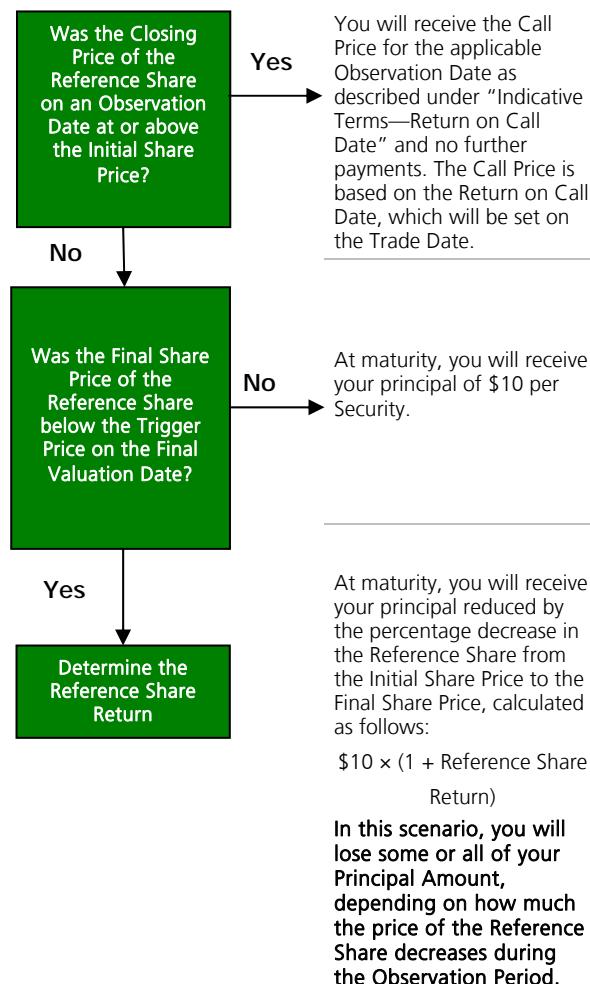 Was the Closing
Price of the
Reference Share
on an Observation
Date at or above
the Initial Share
Price?
Yes
You will receive the Call
Price for the applicable
Observation Date as
described under “Indicative
Terms—Return on Call
Date” and no further
payments. The Call Price is
based on the Return on Call
Date, which will be set on
the Trade Date.
No
Was the Final Share
Price of the
Reference Share
below the Trigger
Price on the Final
Valuation Date?
No
At maturity, you will receive
your principal of $10 per
Security.
Yes
Determine the
Reference Share
Return
At maturity, you will receive
your principal reduced by
the percentage decrease in
the Reference Share from
the Initial Share Price to the
Final Share Price, calculated
as follows:
$10 × (1 + Reference Share
Return)
In this scenario, you will
lose some or all of your
Principal Amount,
depending on how much
the price of the Reference
Share decreases during
the Observation Period.